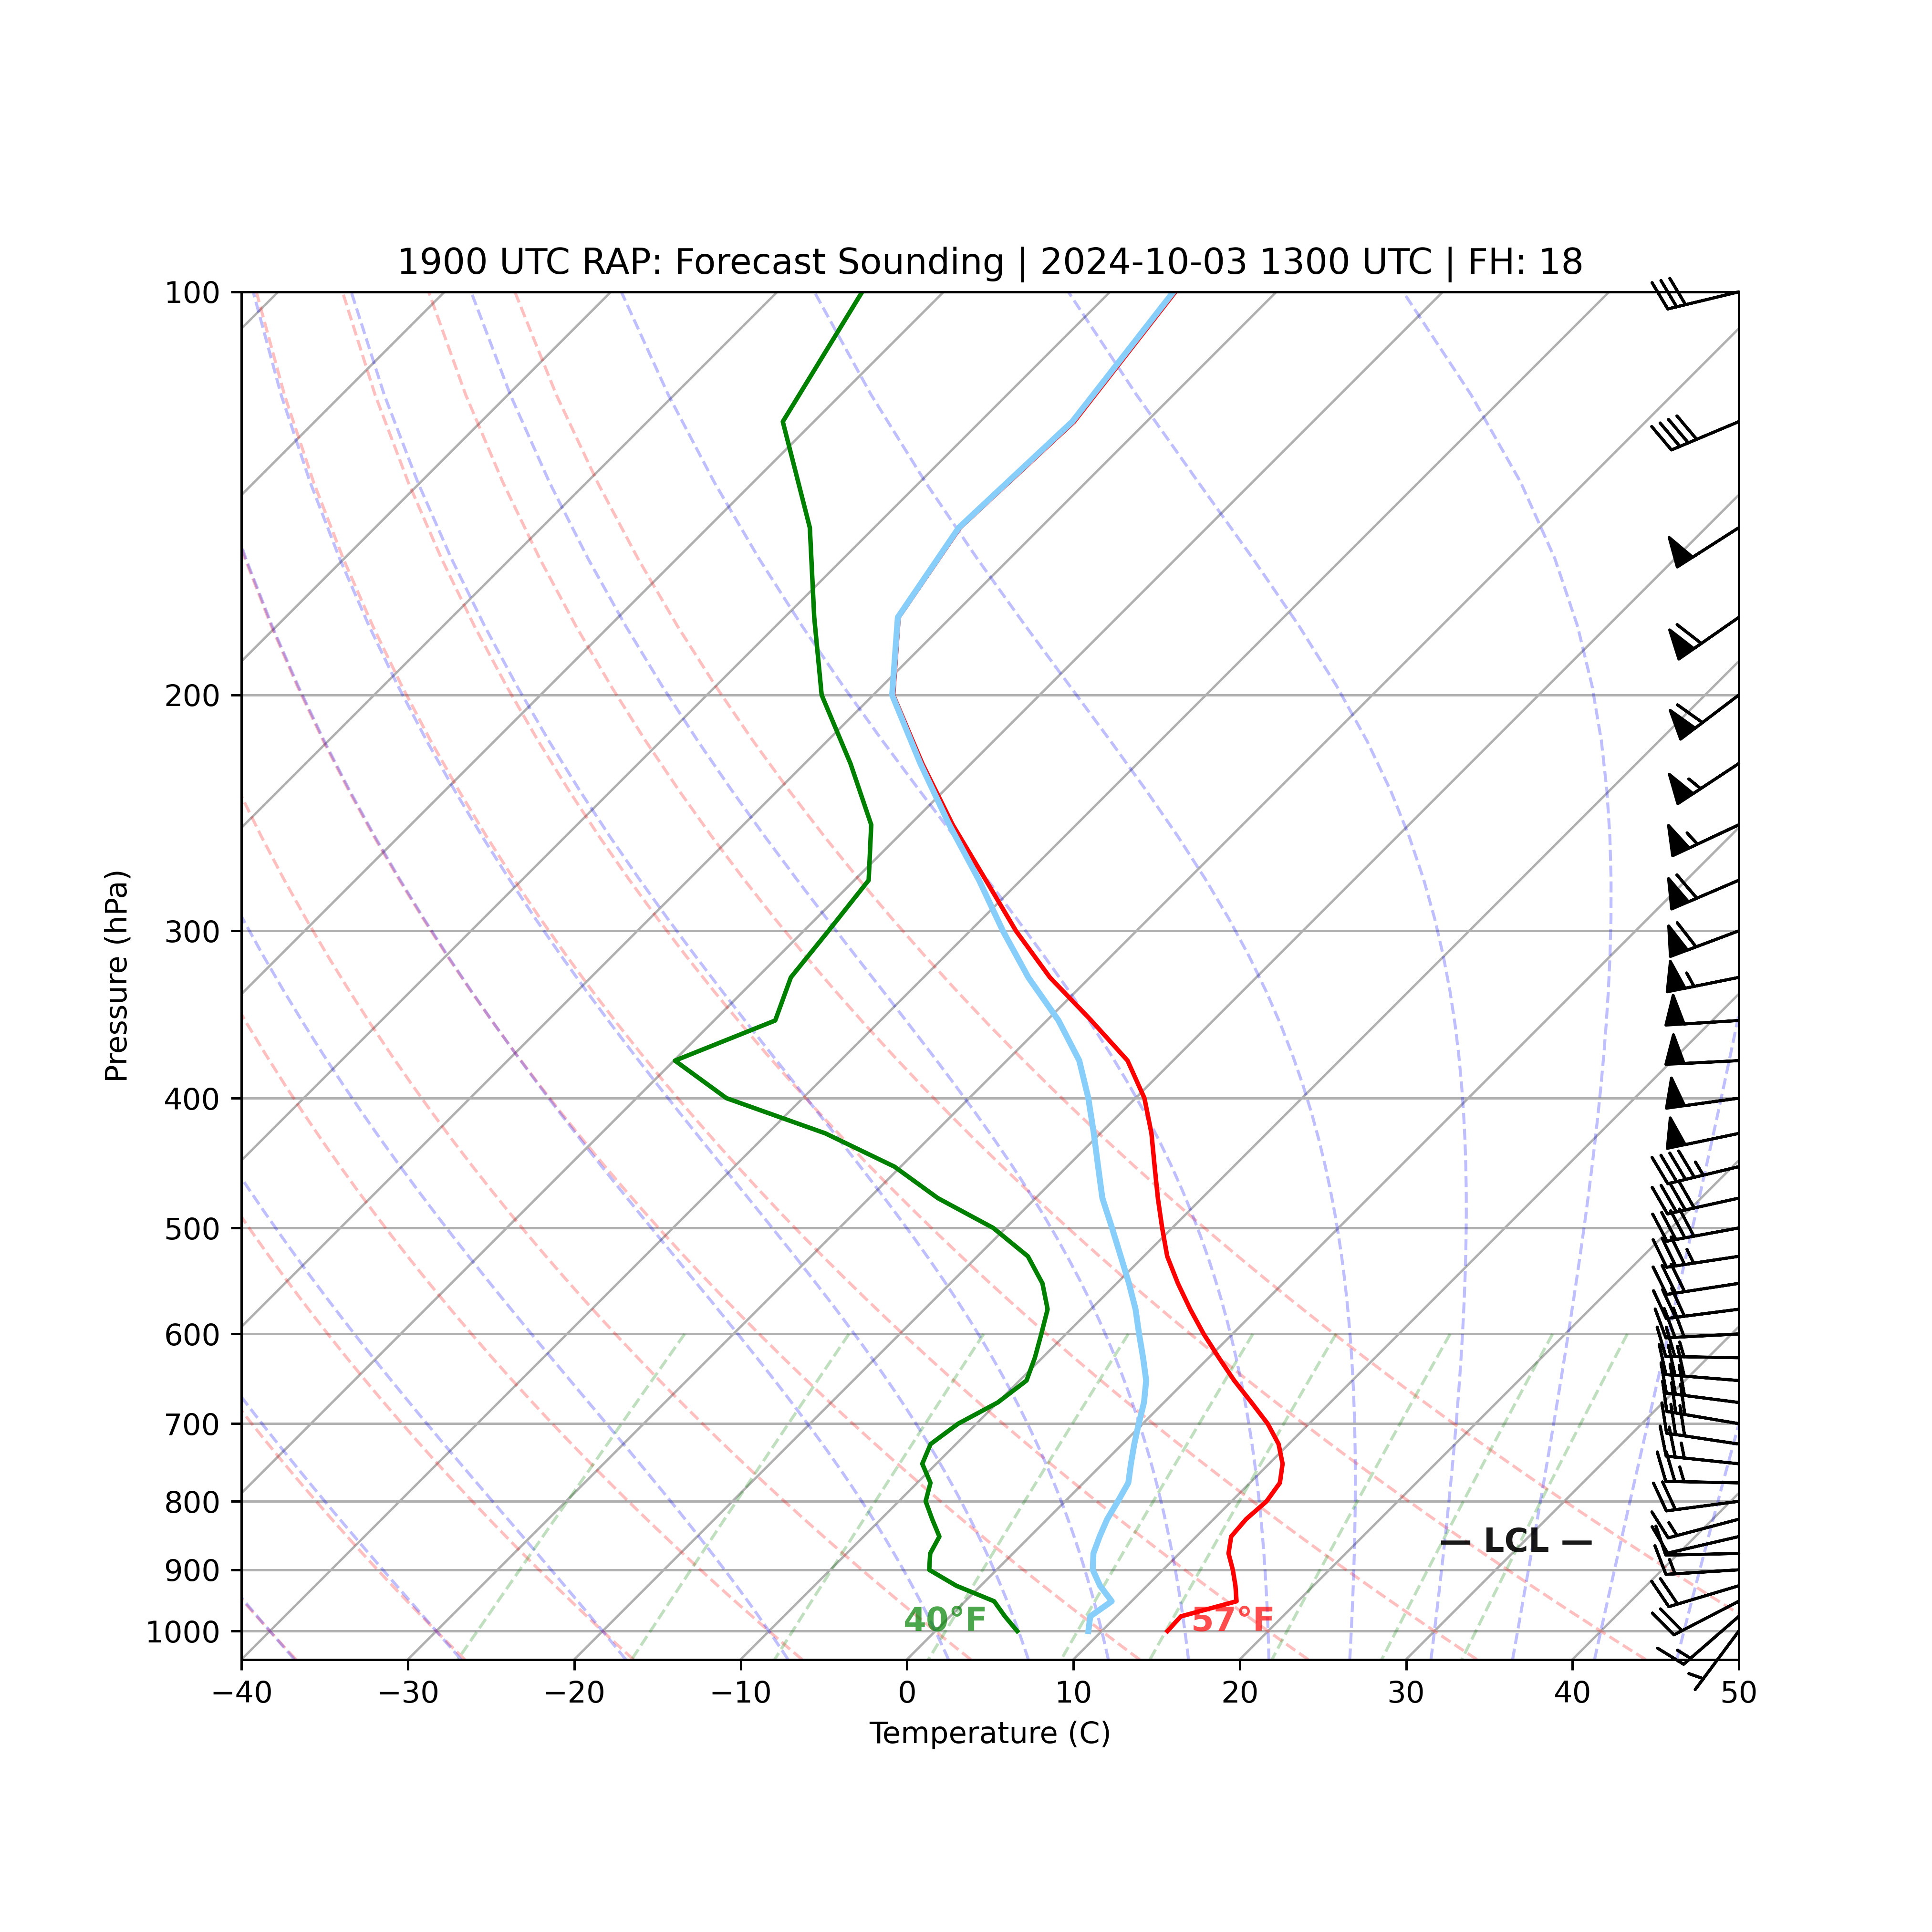 1900 UTC RAP: Forecast Sounding | 2024-10-03 1300 UTC | FH: 18
100
200
300
400
500
600
700
800
900
1000
Pressure (hPa)
— LCL —
40°F
57°F
−40 −30 −20 −10 0 10 20 30 40 50
Temperature (C)